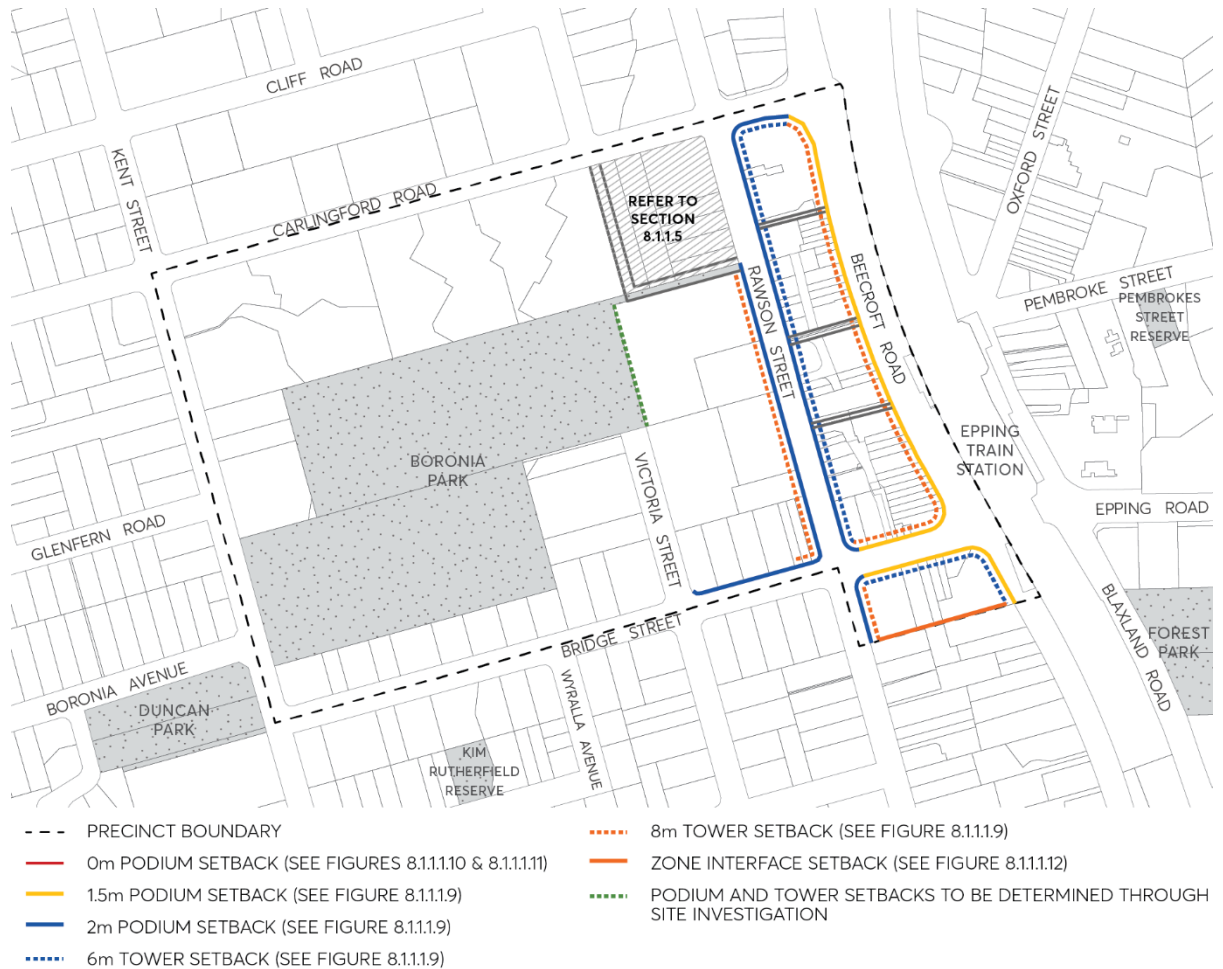 CLIFF ROAD
KENT STREET
CARLINGFORD ROAD
REFER TO
SECTION
8.1.1.5
RAWSON STREET
BEECROFT ROAD
OXFORD STREET
PEMBROKE STREET
PEMBROKES
STREET
RESERVE
EPPING
TRAIN
STATION
EPPING ROAD
BORONIA
PARK
VICTORIA STREET
GLENFERN ROAD
BRIDGE STREET
BLAXLAND ROAD
FOREST
PARK
BORONIA AVENUE
DUNCAN
PARK
WYRALLA AVENUE
KIM
RUTHERFIELD
RESERVE
PRECINCT BOUNDARY
0m PODIUM SETBACK (SEE FIGURES 8.1.1.1.10 & 8.1.1.1.11)
1.5m PODIUM SETBACK (SEE FIGURE 8.1.1.1.9)
2m PODIUM SETBACK (SEE FIGURE 8.1.1.1.9)
6m TOWER SETBACK (SEE FIGURE 8.1.1.1.9)
8m TOWER SETBACK (SEE FIGURE 8.1.1.1.9)
ZONE INTERFACE SETBACK (SEE FIGURE 8.1.1.1.12)
PODIUM AND TOWER SETBACKS TO BE DETERMINED THROUGH
SITE INVESTIGATION